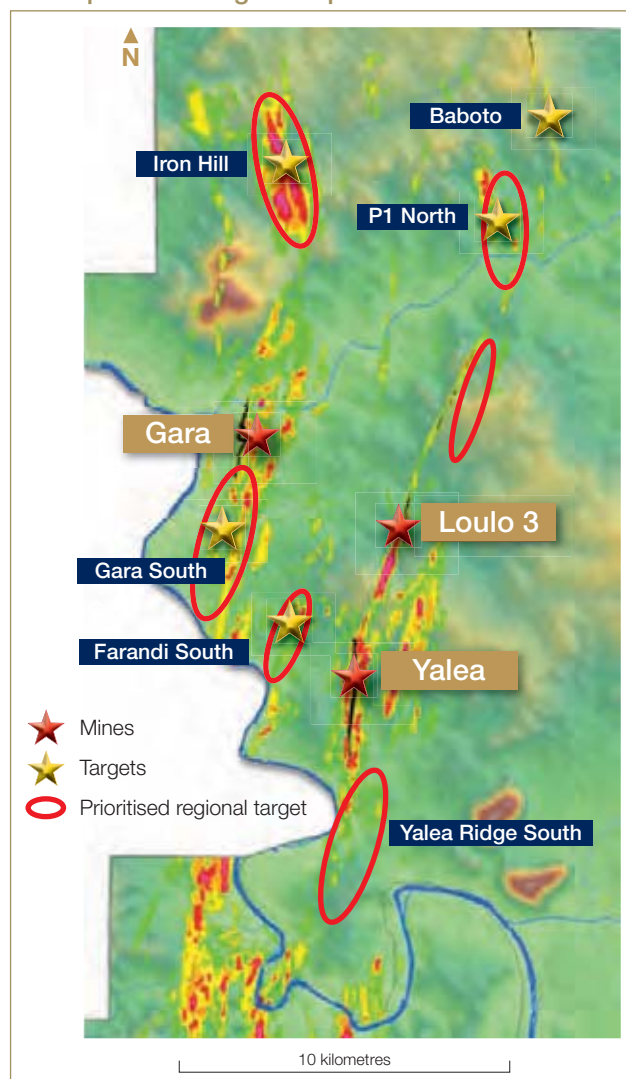 N
Baboto
Iron Hill
P1 North
Gara
Loulo 3
Gara South
Farandi South
Yalea
Mines
Targets
Prioritised regional target
Yalea Ridge South
10 kilometres